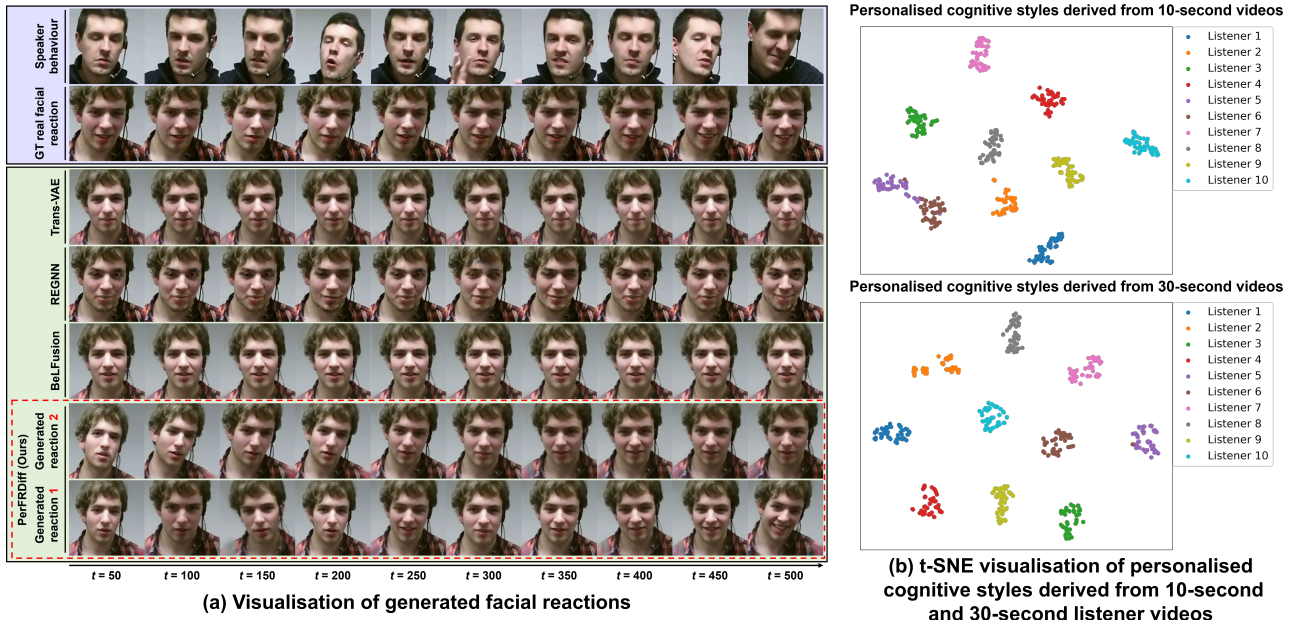 Speaker
behaviour
GT real facial
reaction
Trans-VAE
REGNN
BeLFusion
PerFRDiff (Ours)
Generated
reaction 2
Generated
reaction 1
t = 50
t = 100
t = 150
t = 200
t = 250
t = 300
t = 350
t = 400
t = 450
t = 500
(a) Visualisation of generated facial reactions
Personalised cognitive styles derived from 10-second videos
Listener 1
Listener 2
Listener 3
Listener 4
Listener 5
Listener 6
Listener 7
Listener 8
Listener 9
Listener 10
Personalised cognitive styles derived from 30-second videos
Listener 1
Listener 2
Listener 3
Listener 4
Listener 5
Listener 6
Listener 7
Listener 8
Listener 9
Listener 10
(b) t-SNE visualisation of personalised
cognitive styles derived from 10-second
and 30-second listener videos